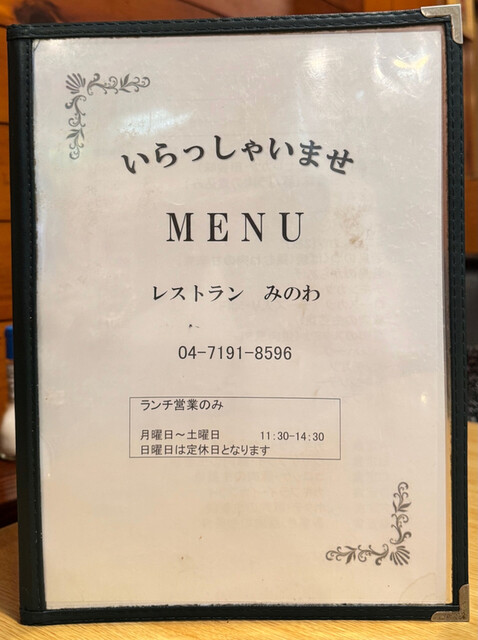 いらっしゃいませ
MENU
レストラン　みのわ
04-7191-8596
ランチ営業のみ
月曜日～土曜日　11:30-14:30
日曜日は定休日となります